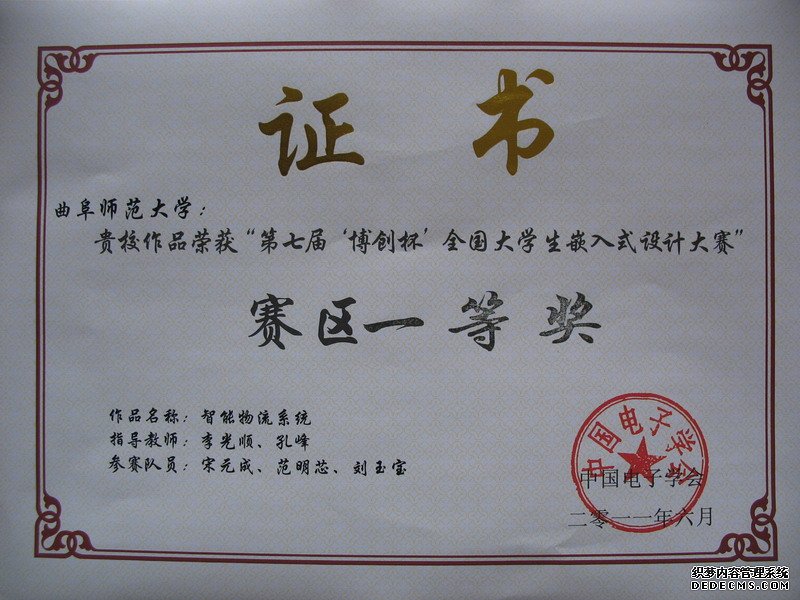 证书
曲阜师范大学：
贵校作品荣获“第七届‘博创杯’全国大学生嵌入式设计大赛”
赛区一等奖
作品名称：智能物流系统
指导教师：李光顺、孔峰
参赛队员：宋元成、范明芯、刘玉宝
中国电子学会
中国电子学会
二零一一年六月
织梦内容管理系统
DEDECMS.COM